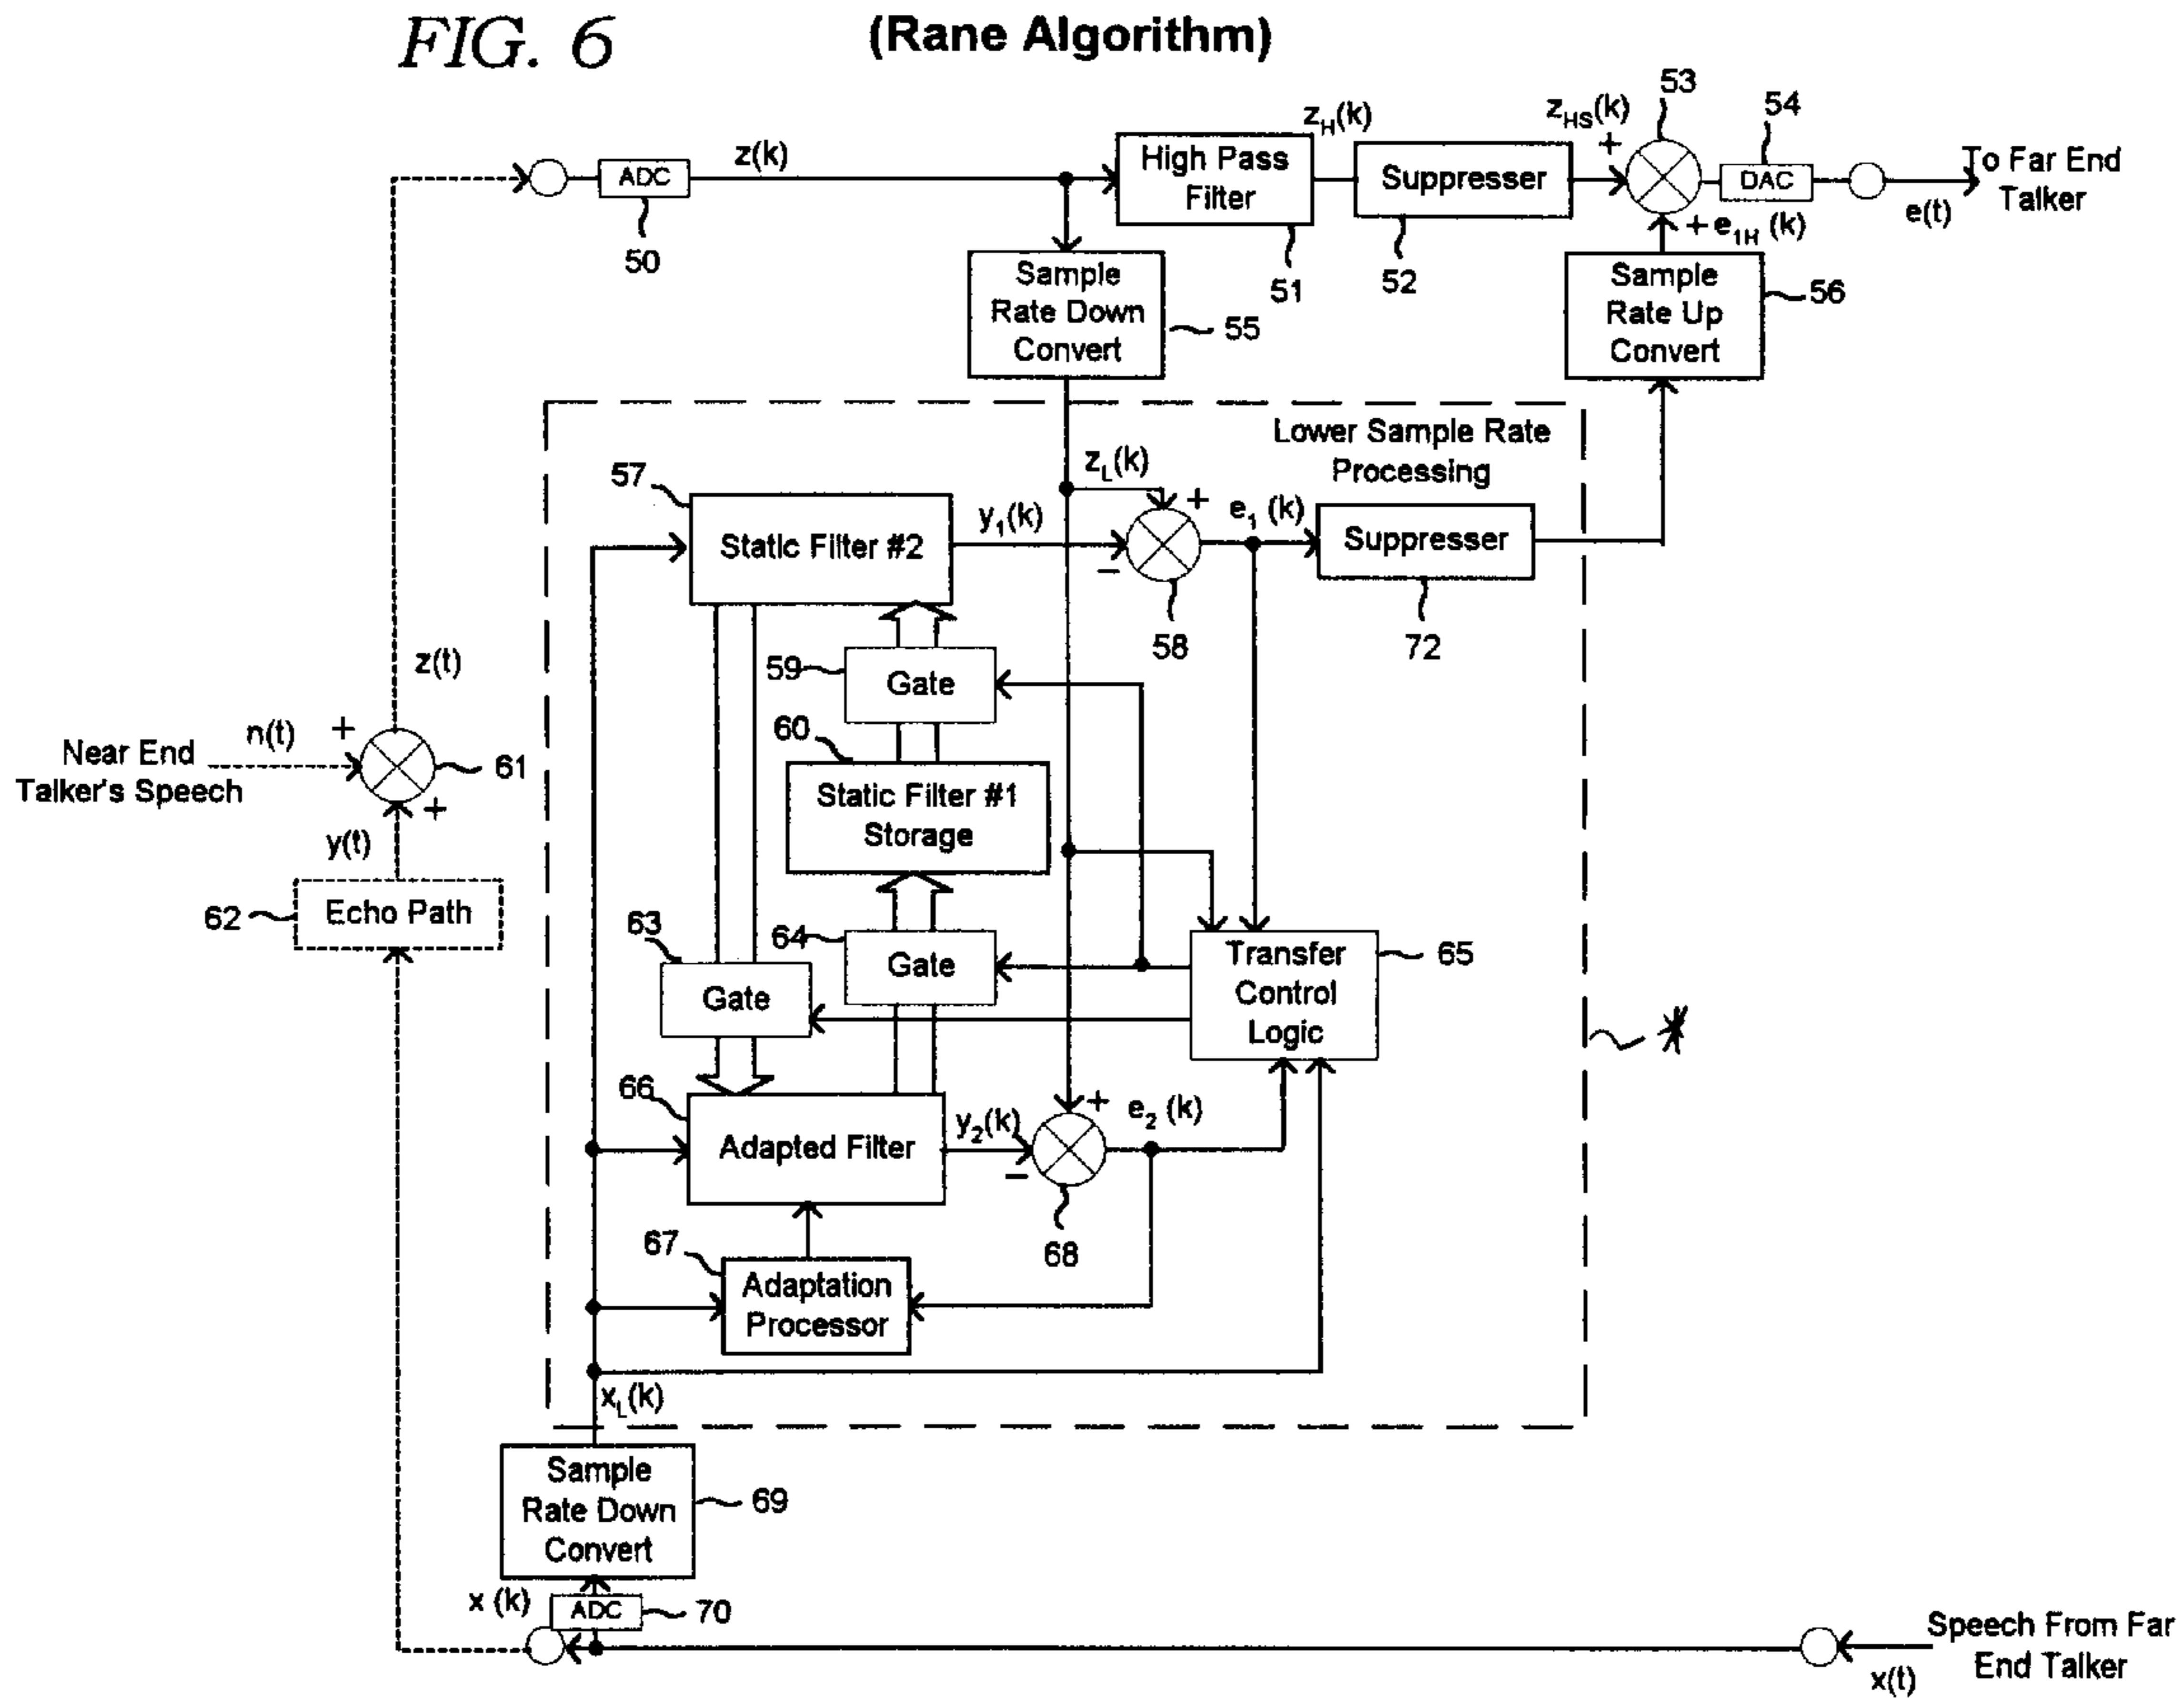 FIG. 6
(Rane Algorithm)
53
54
z_H(k)
z_HS(k)
+
z(k)
ADC
High Pass
Filter
Suppresser
DAC
To Far End
Talker
e(t)
50
51
52
+ e_1H (k)
Sample
Rate Down
Convert
55
Sample
Rate Up
Convert
56
Lower Sample Rate
Processing
57
z_L(k)
+
Static Filter #2
y_1(k)
−
e_1 (k)
Suppresser
58
72
59
Gate
z(t)
60
Near End
Talker's Speech
n(t)
+
61
+
y(t)
Static Filter #1
Storage
62
Echo Path
63
64
Gate
Gate
Transfer
Control
Logic
65
66
Adapted Filter
y_2(k)
−
+
e_2 (k)
68
67
Adaptation
Processor
x_L(k)
Sample
Rate Down
Convert
69
x (k)
ADC
70
Speech From Far
End Talker
x(t)